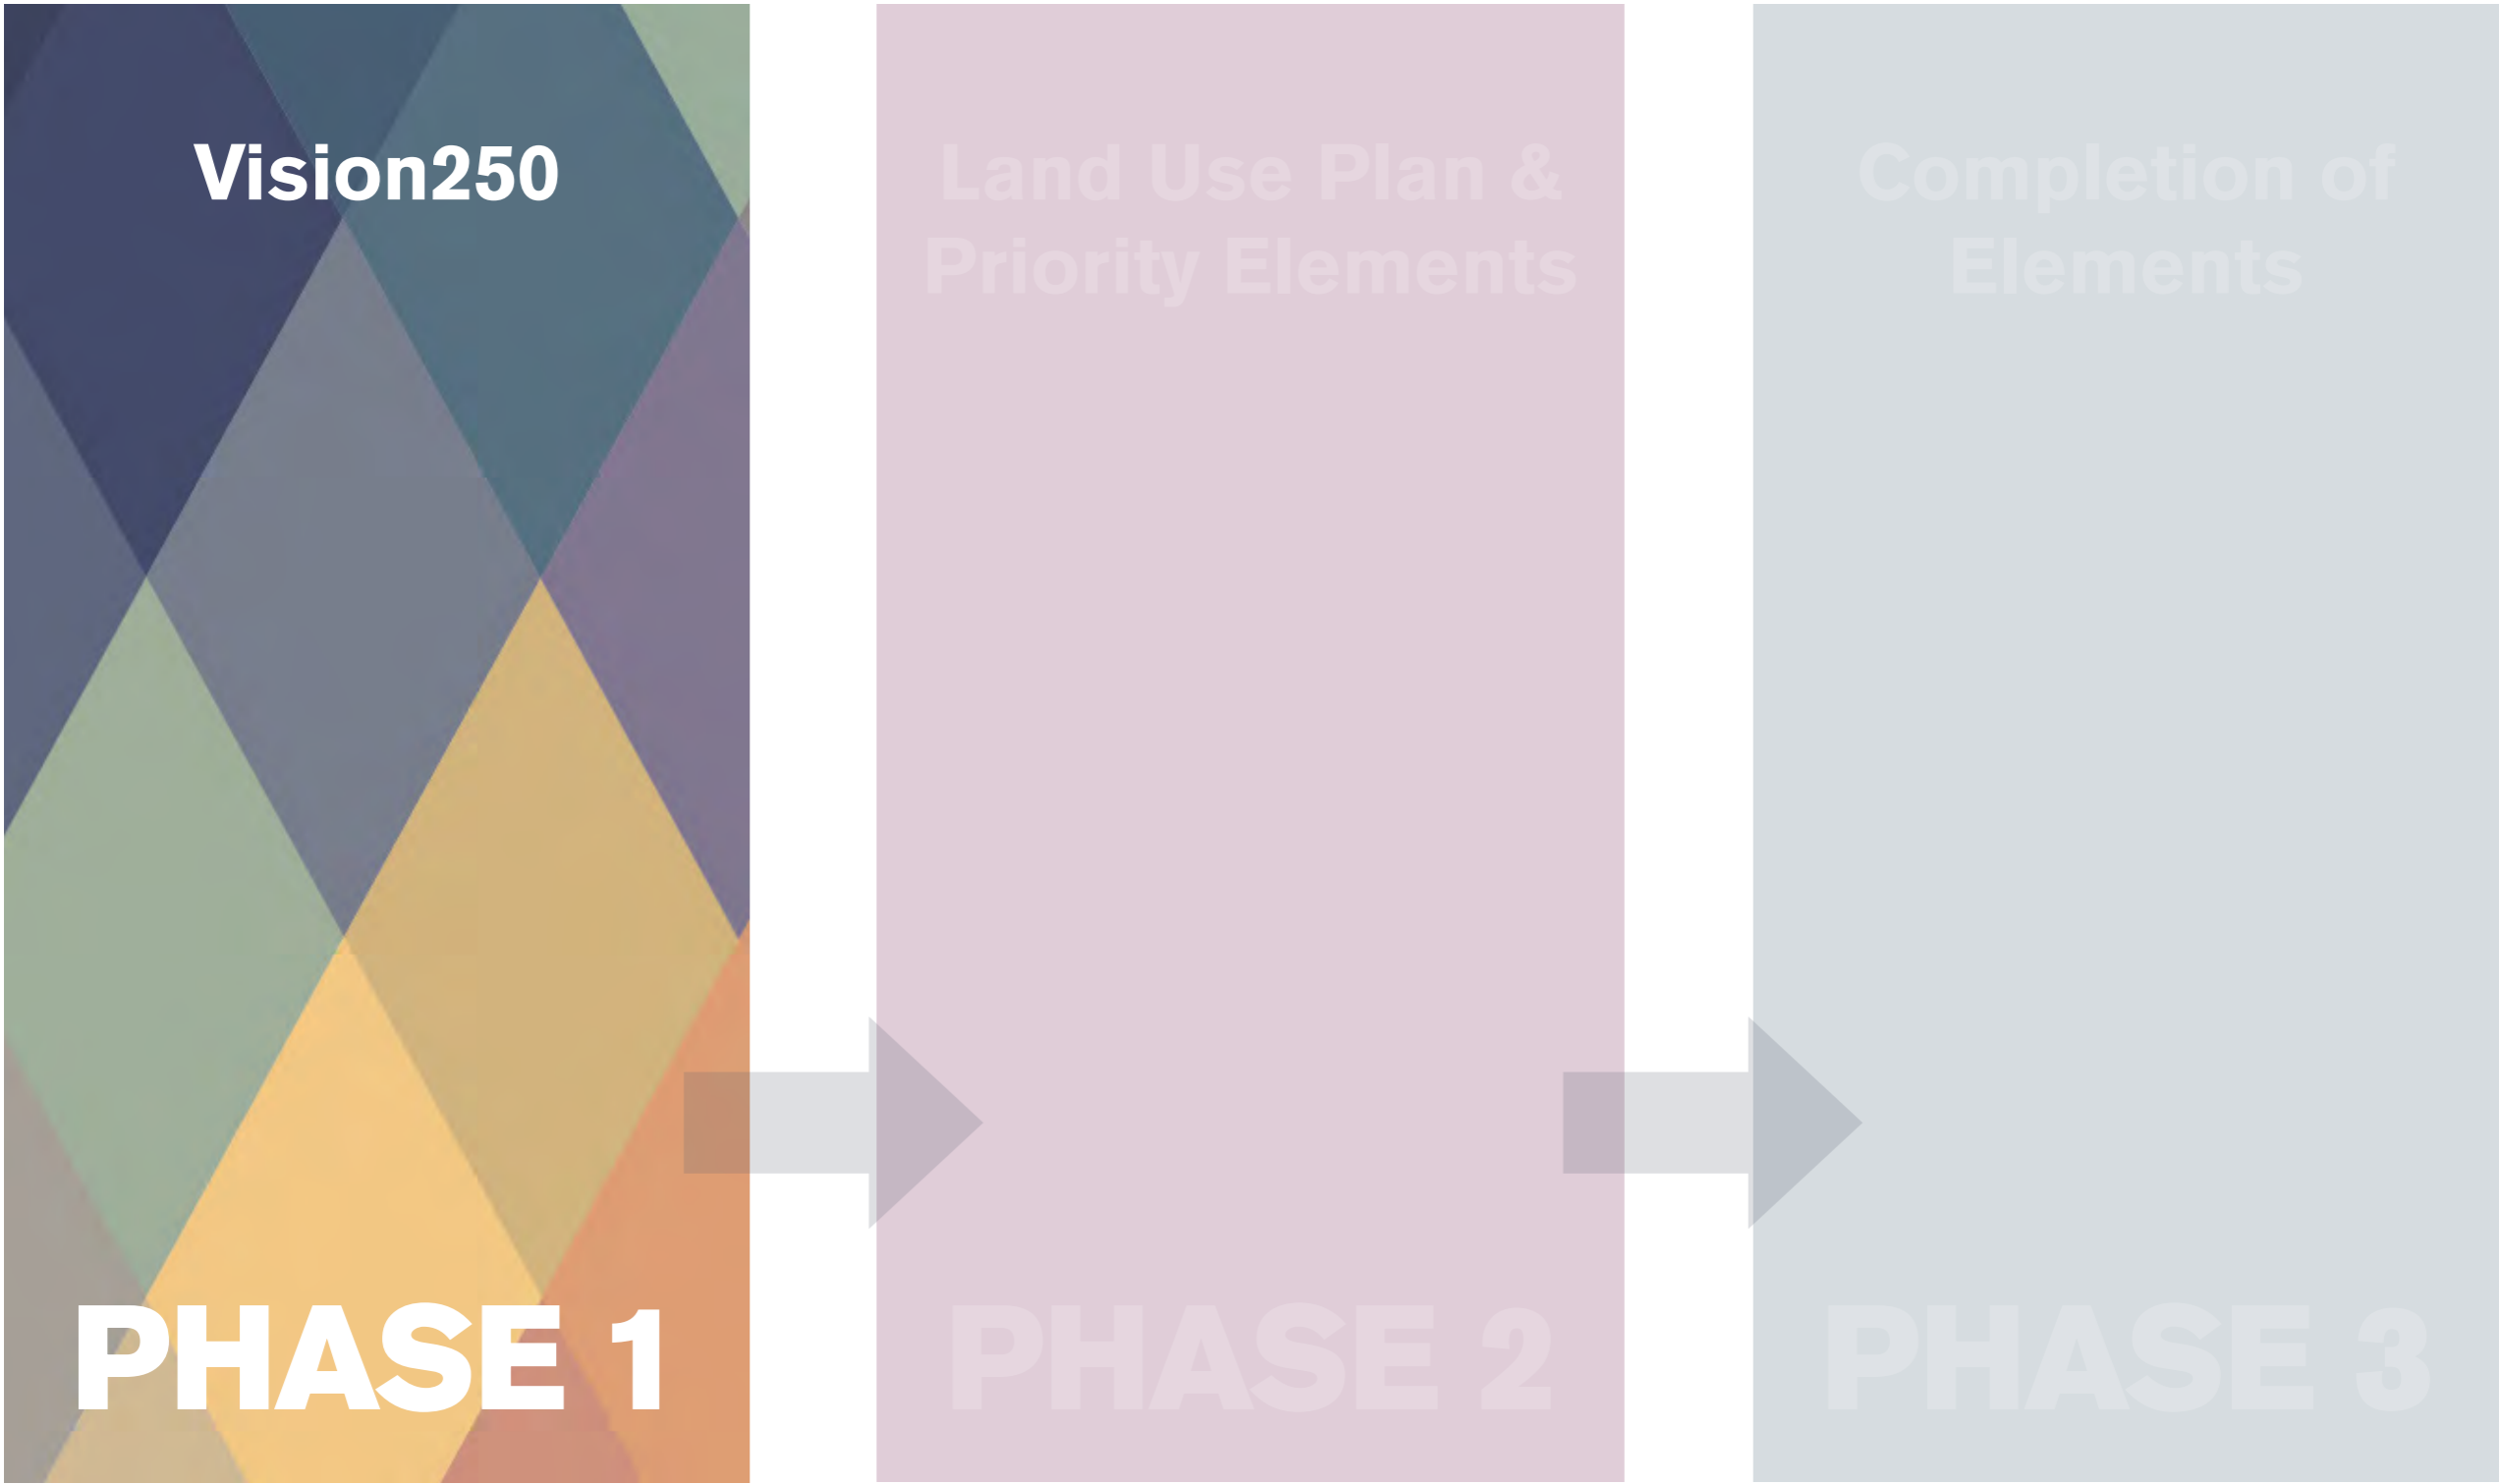 Vision250
PHASE 1
Land Use Plan &
Priority Elements
PHASE 2
Completion of
Elements
PHASE 3